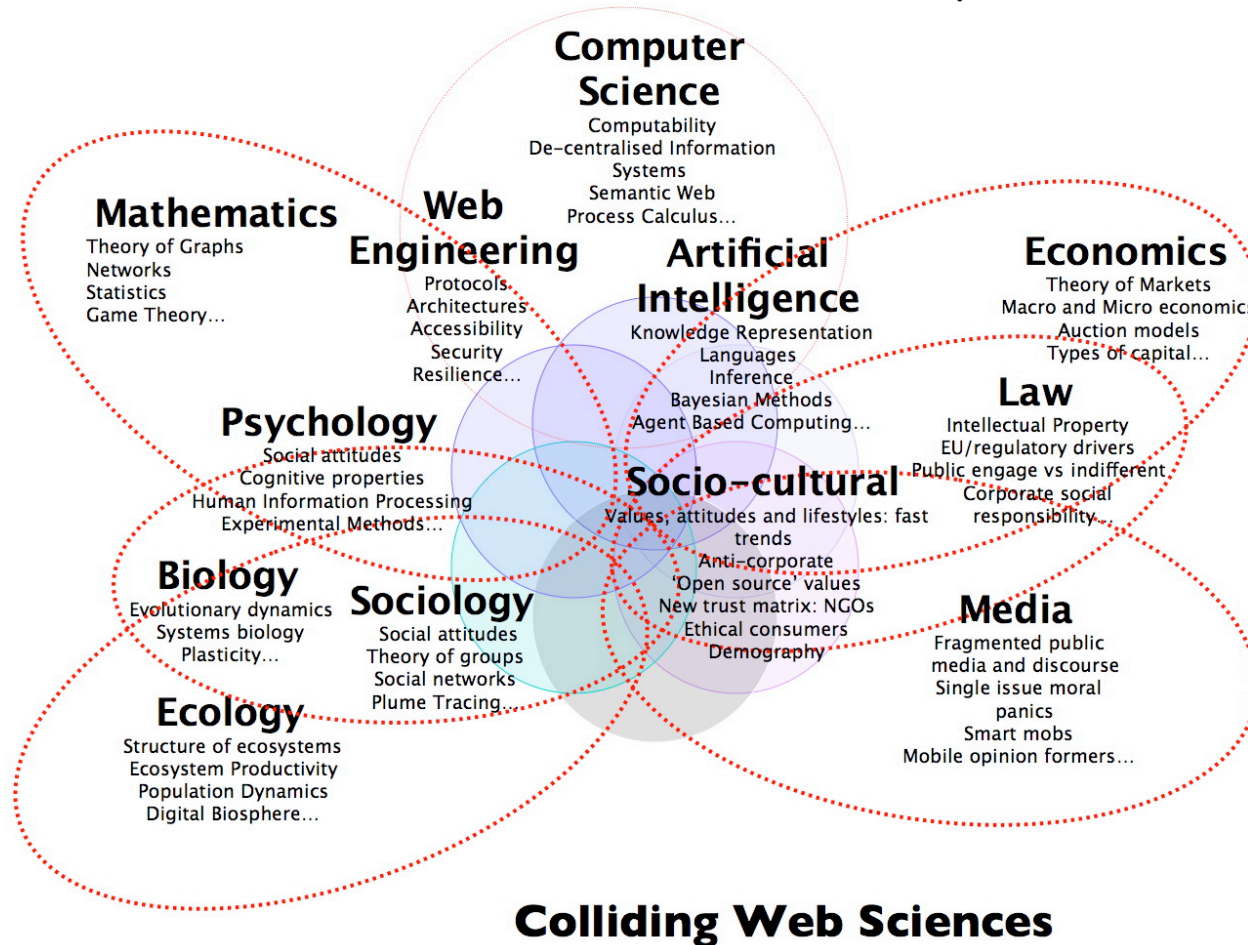 Computer
Science
Computability
De-centralised Information
Systems
Semantic Web
Process Calculus...
Mathematics
Theory of Graphs
Networks
Statistics
Game Theory...
Web
Engineering
Protocols
Architectures
Accessibility
Security
Resilience...
Artificial
Intelligence
Knowledge Representation
Languages
Inference
Bayesian Methods
Agent Based Computing...
Economics
Theory of Markets
Macro and Micro economics
Auction models
Types of capital...
Law
Intellectual Property
EU/regulatory drivers
Public engage vs indifferent
Corporate social
responsibility...
Psychology
Social attitudes
Cognitive properties
Human Information Processing
Experimental Methods...
Socio-cultural
Values, attitudes and lifestyles: fast
trends
Anti-corporate
‘Open source’ values
New trust matrix: NGOs
Ethical consumers
Demography
Biology
Evolutionary dynamics
Systems biology
Plasticity...
Sociology
Social attitudes
Theory of groups
Social networks
Plume Tracing...
Media
Fragmented public
media and discourse
Single issue moral
panics
Smart mobs
Mobile opinion formers...
Ecology
Structure of ecosystems
Ecosystem Productivity
Population Dynamics
Digital Biosphere...
Colliding Web Sciences